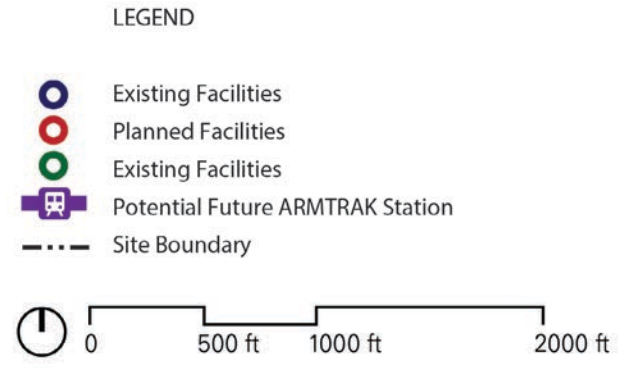 LEGEND
Existing Facilities
Planned Facilities
Existing Facilities
Potential Future ARMTRAK Station
Site Boundary
0 500 ft 1000 ft 2000 ft